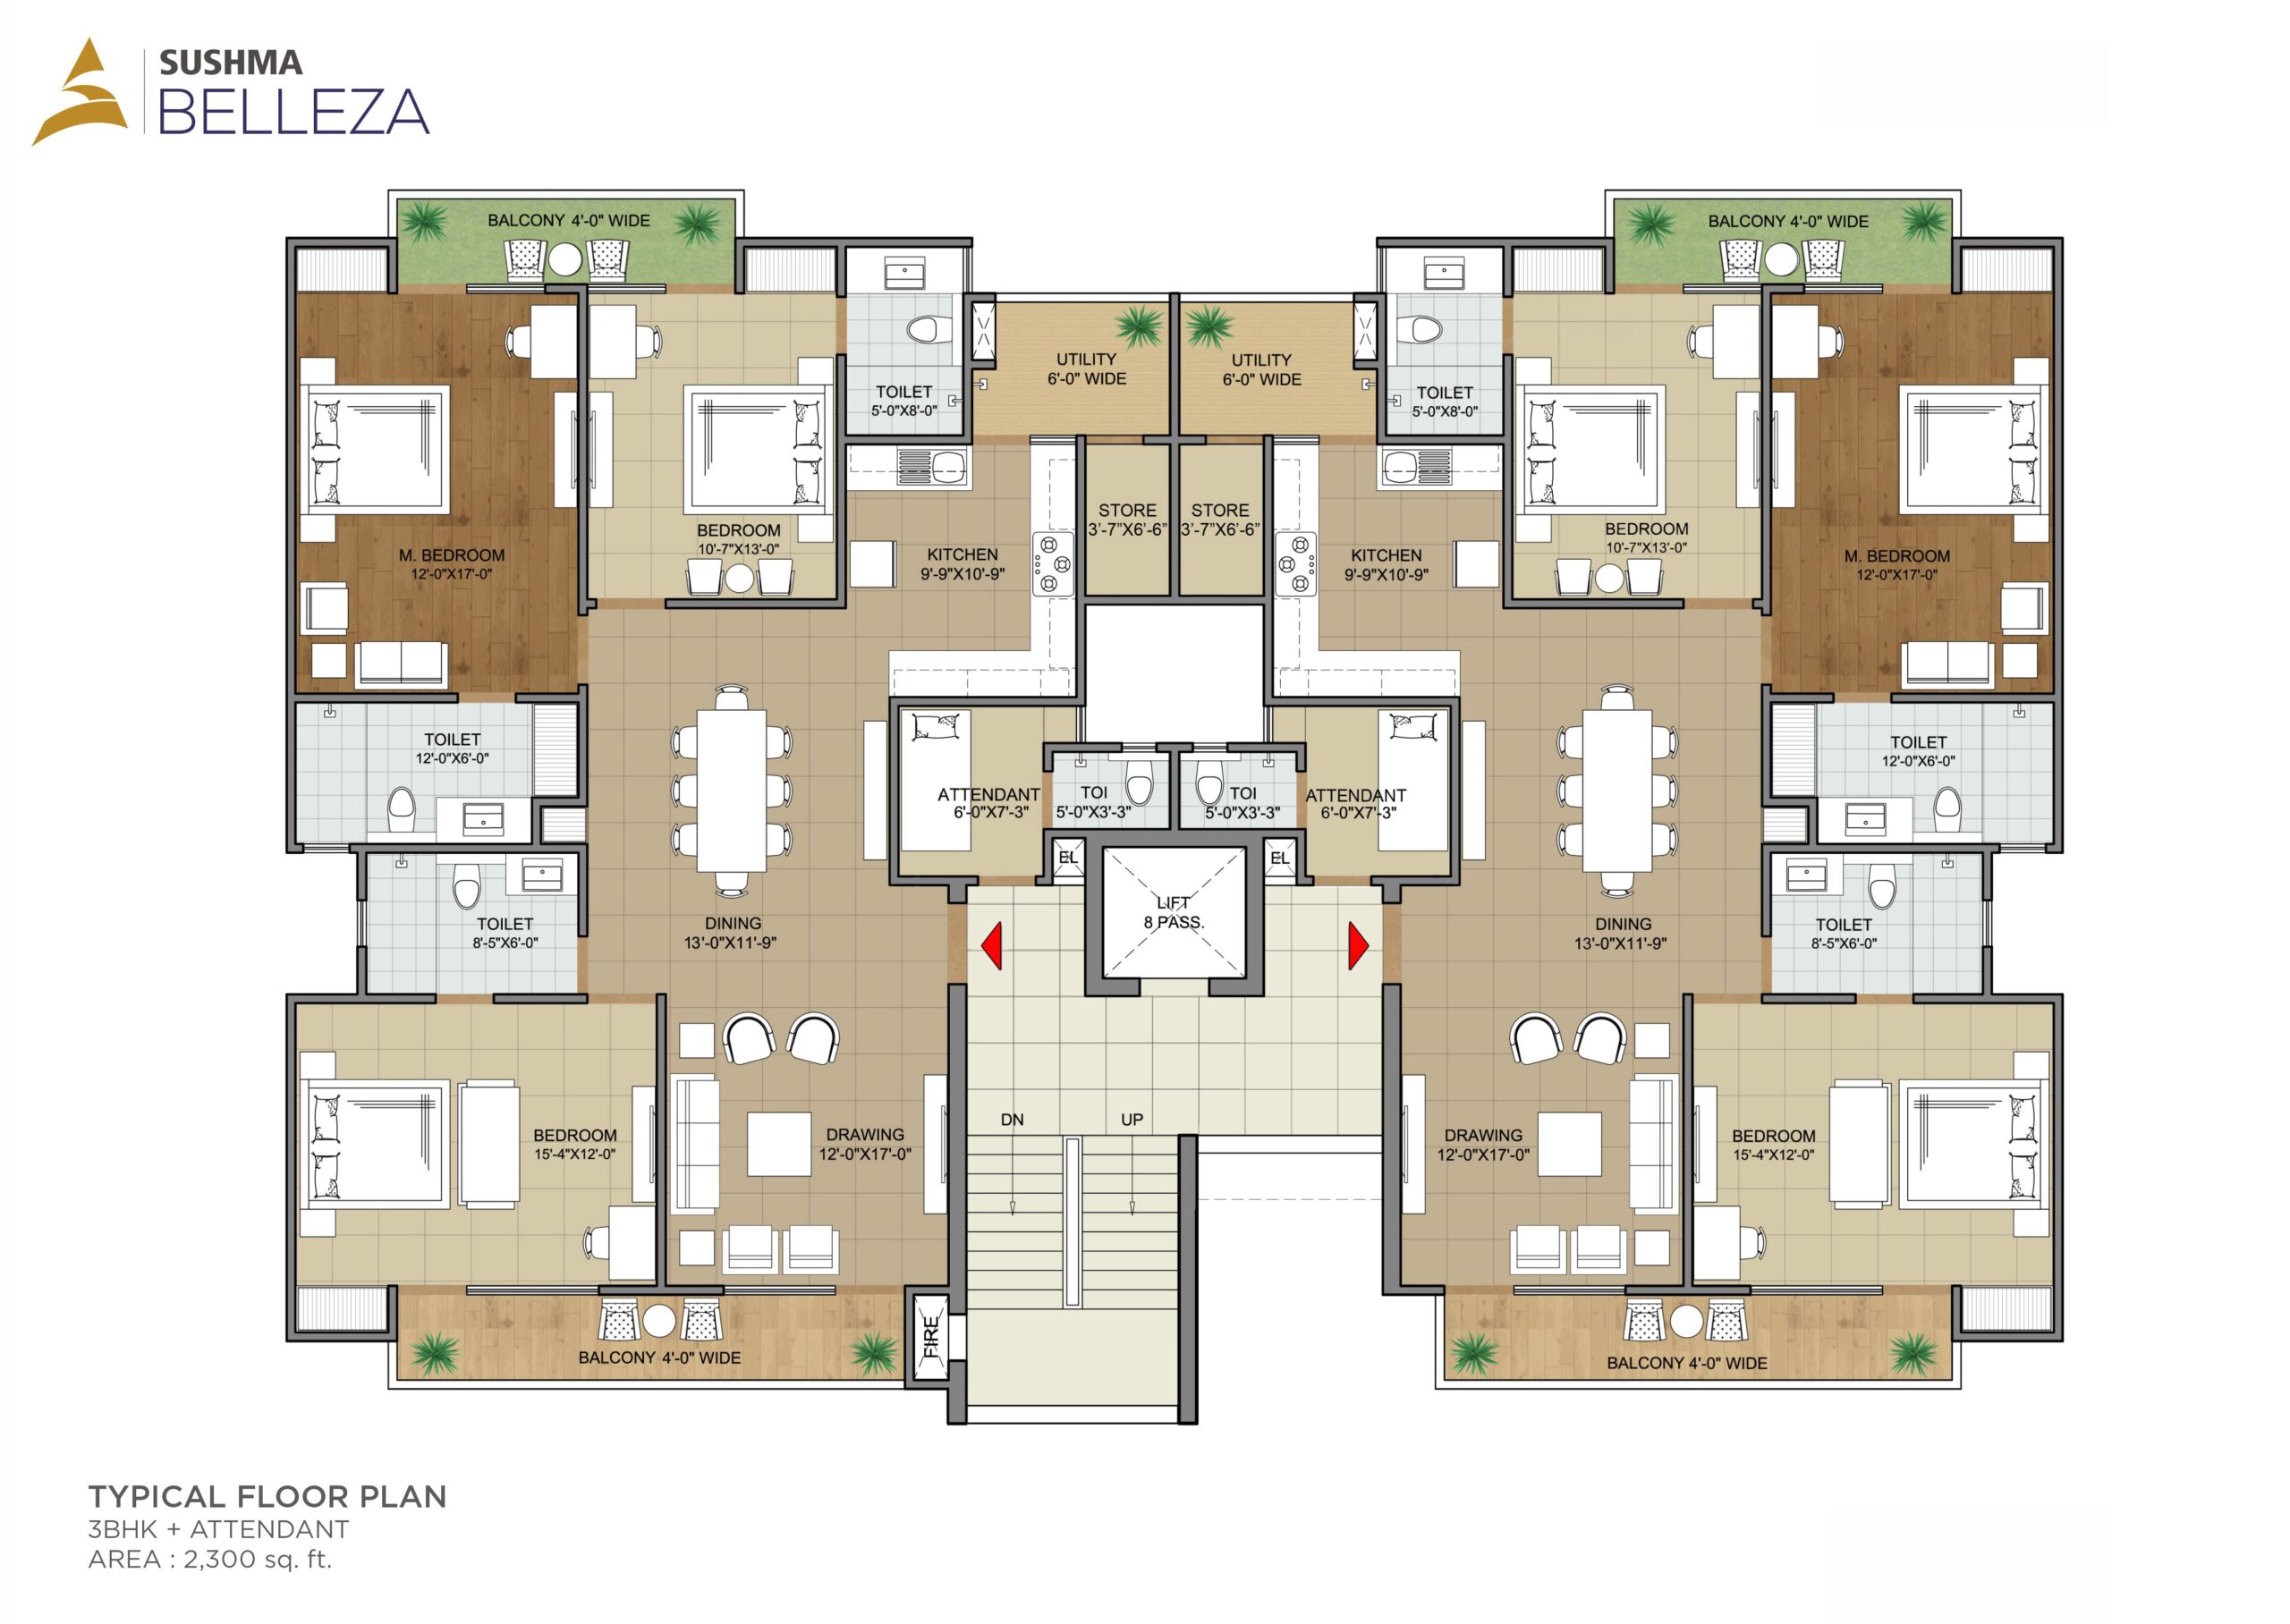 SUSHMA
BELLEZA
BALCONY 4'-0" WIDE
BALCONY 4'-0" WIDE
UTILITY
6'-0" WIDE
UTILITY
6'-0" WIDE
TOILET
5'-0"X8'-0"
TOILET
5'-0"X8'-0"
M. BEDROOM
12'-0"X17'-0"
BEDROOM
10'-7"X13'-0"
KITCHEN
9'-9"X10'-9"
STORE
3'-7"X6'-6"
STORE
3'-7"X6'-6"
KITCHEN
9'-9"X10'-9"
BEDROOM
10'-7"X13'-0"
M. BEDROOM
12'-0"X17'-0"
TOILET
12'-0"X6'-0"
ATTENDANT
6'-0"X7'-3"
TOI
5'-0"X3'-3"
TOI
5'-0"X3'-3"
ATTENDANT
6'-0"X7'-3"
TOILET
12'-0"X6'-0"
EL
EL
LIFT
8 PASS.
TOILET
8'-5"X6'-0"
DINING
13'-0"X11'-9"
DINING
13'-0"X11'-9"
TOILET
8'-5"X6'-0"
DN
UP
BEDROOM
15'-4"X12'-0"
DRAWING
12'-0"X17'-0"
DRAWING
12'-0"X17'-0"
BEDROOM
15'-4"X12'-0"
FIRE
BALCONY 4'-0" WIDE
BALCONY 4'-0" WIDE
TYPICAL FLOOR PLAN
3BHK + ATTENDANT
AREA : 2,300 sq. ft.